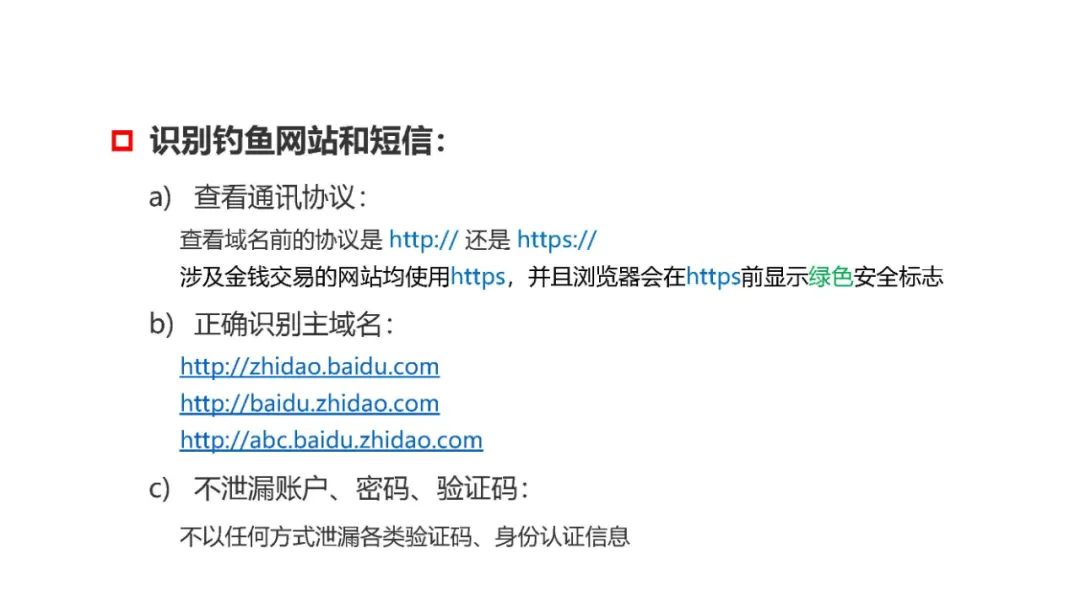 识别钓鱼网站和短信：
a) 查看通讯协议：
查看域名前的协议是 http:// 还是 https://
涉及金钱交易的网站均使用https，并且浏览器会在https前显示绿色安全标志
b) 正确识别主域名：
http://zhidao.baidu.com
http://baidu.zhidao.com
http://abc.baidu.zhidao.com
c) 不泄漏账户、密码、验证码：
不以任何方式泄漏各类验证码、身份认证信息